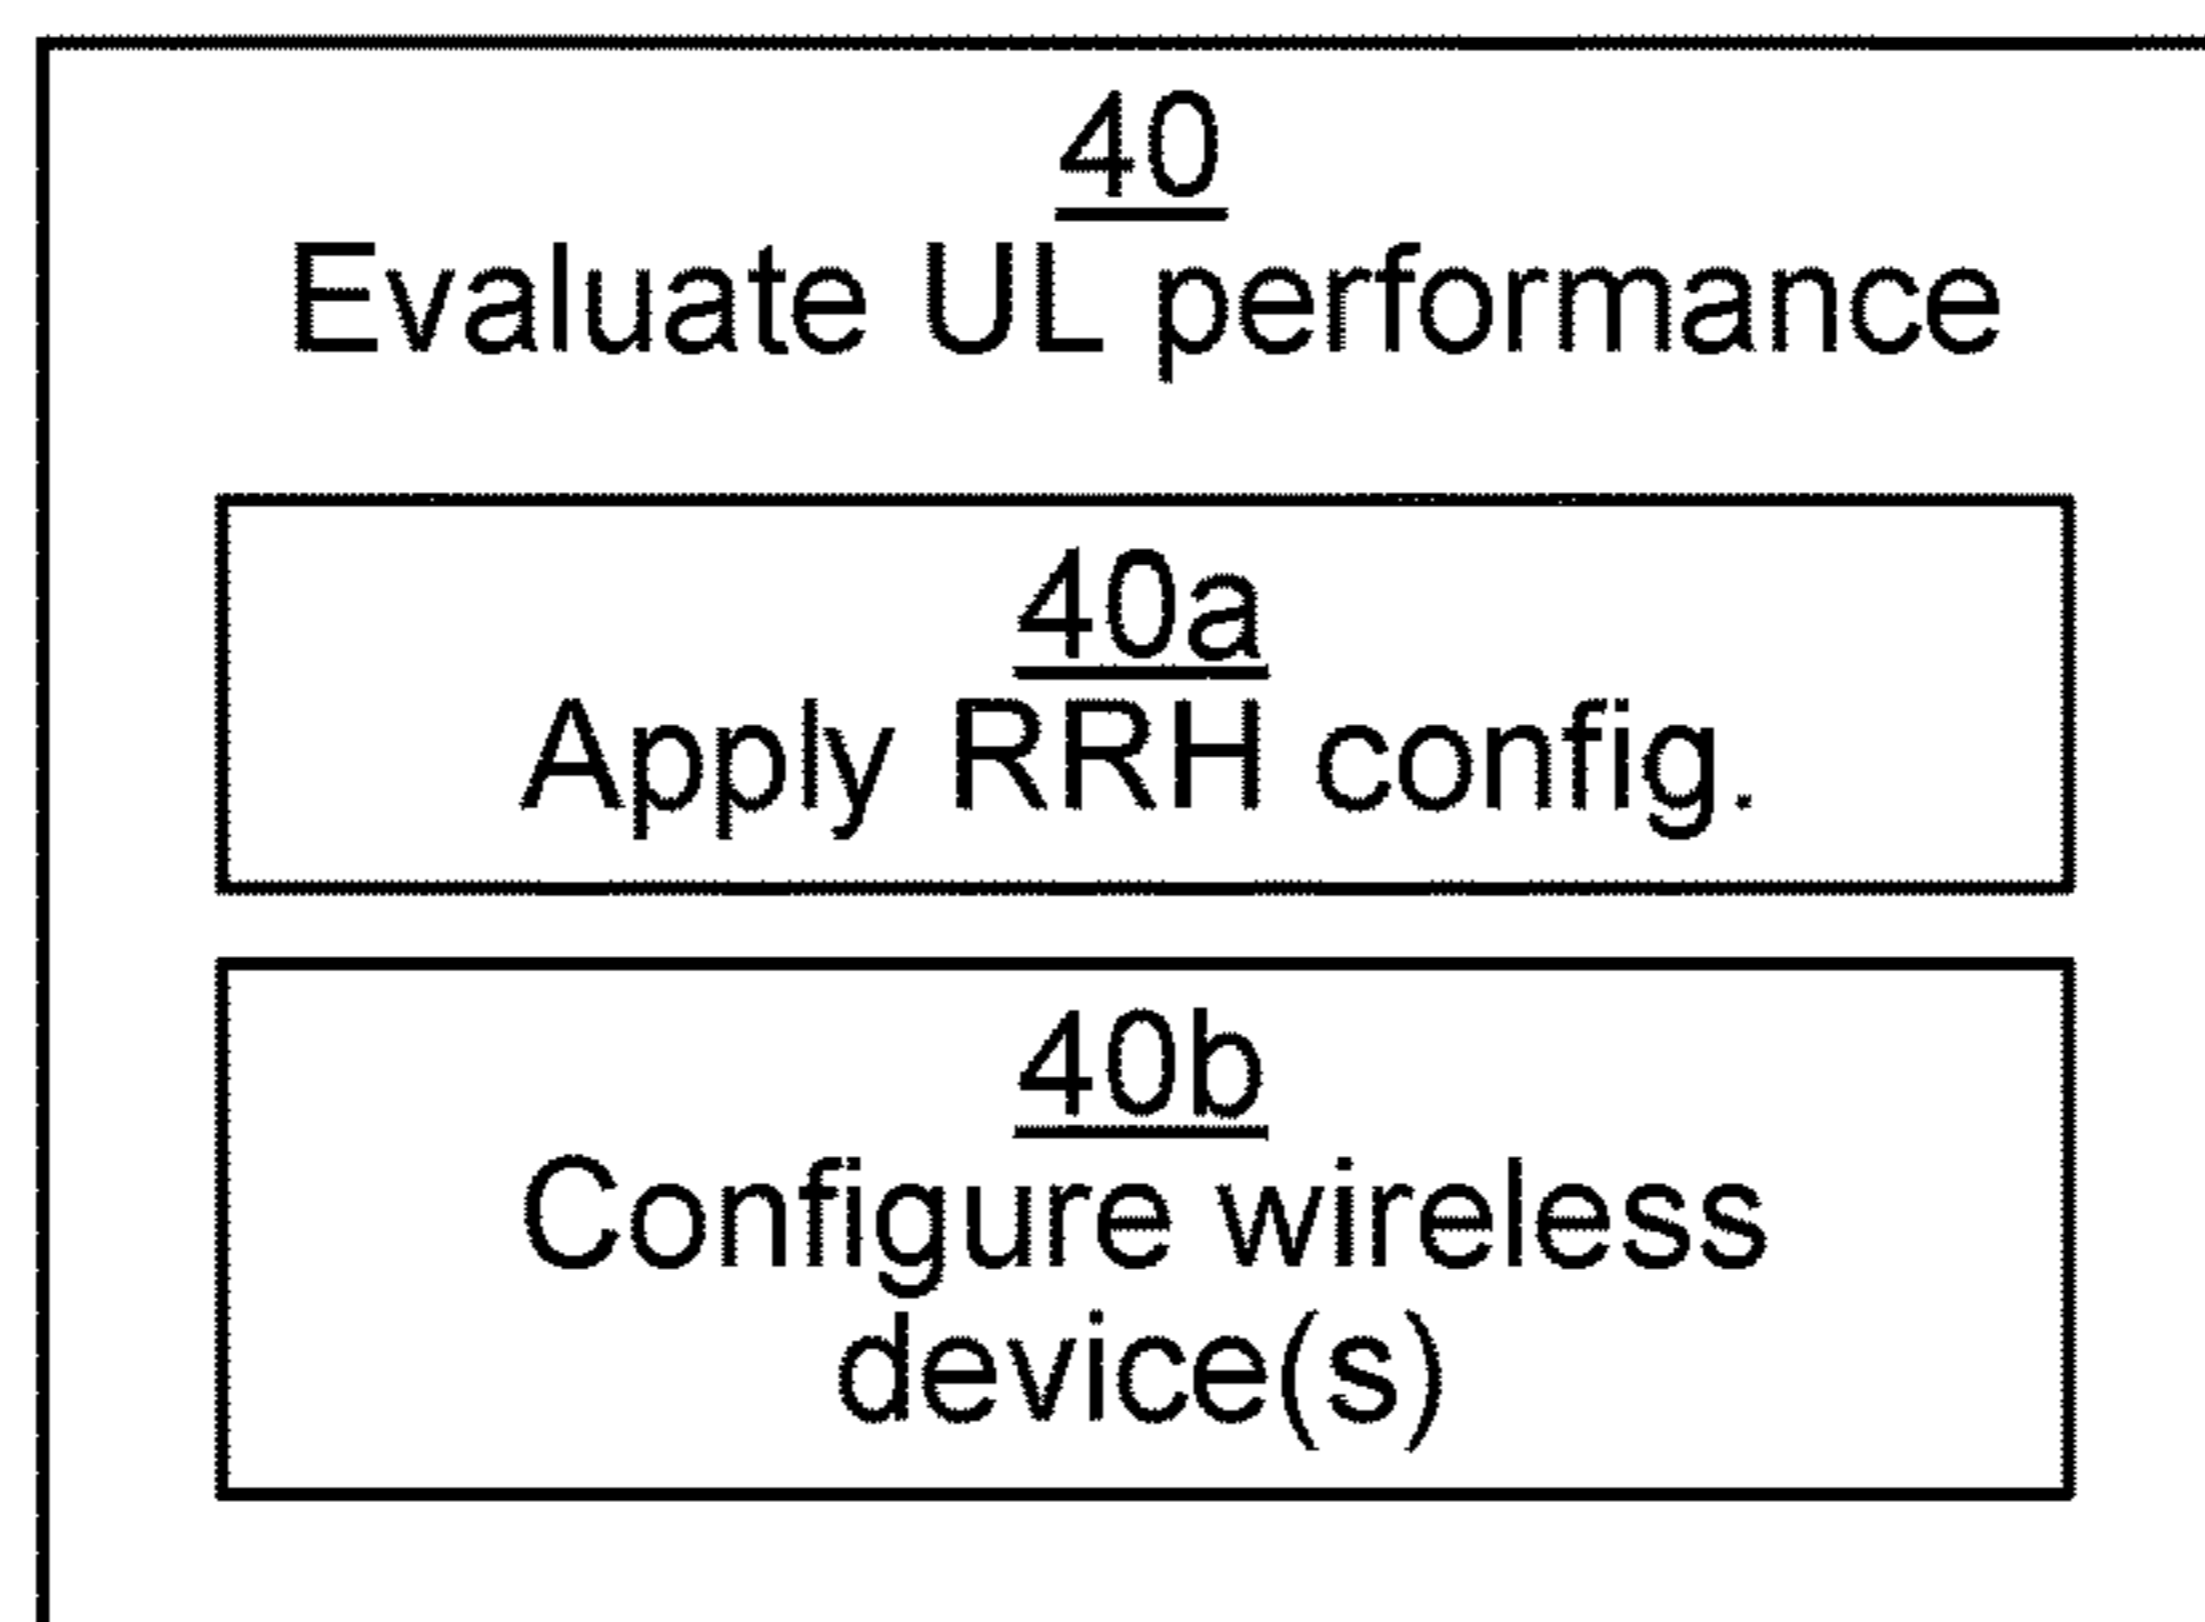 40
Evaluate UL performance
40a
Apply RRH config.
40b
Configure wireless
device(s)